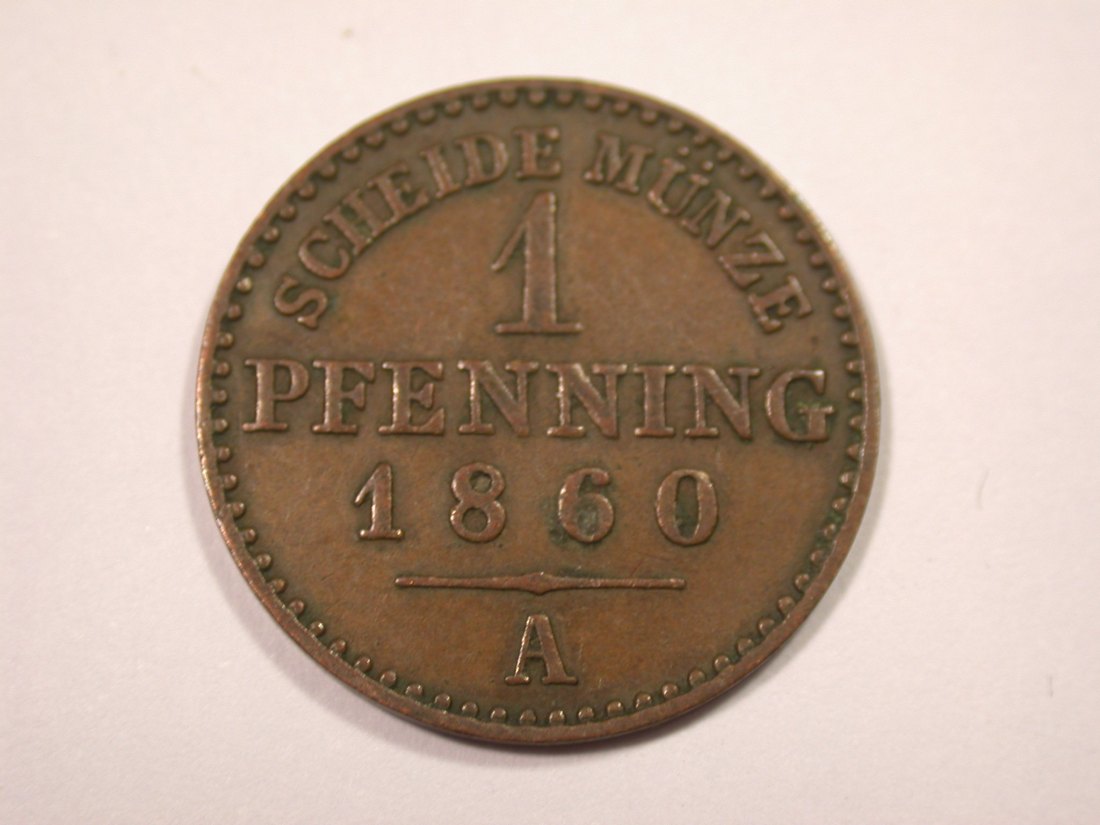 SCHEIDE MÜNZE
1
PFENNING
1860
A